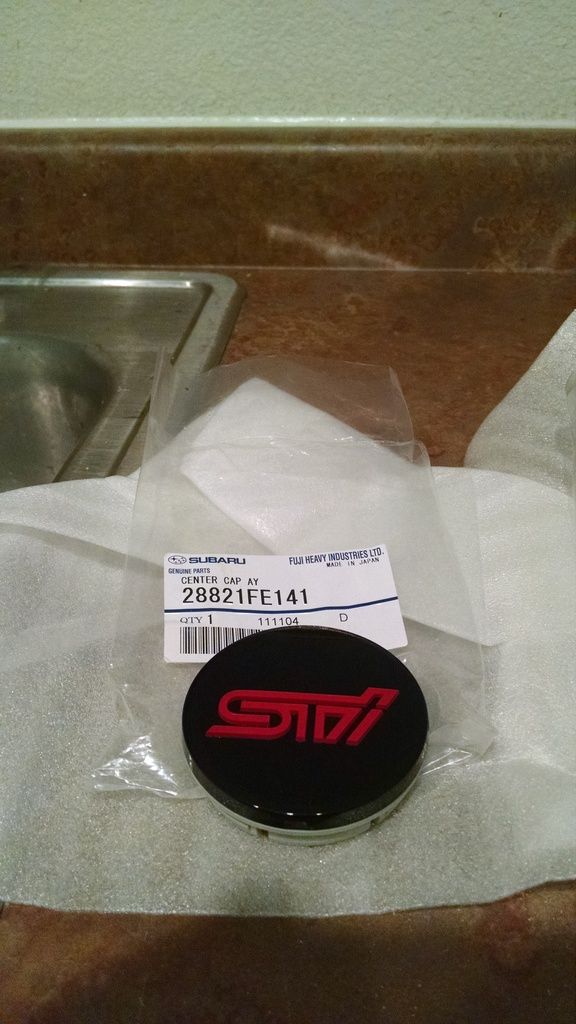 SUBARU
FUJI HEAVY INDUSTRIES LTD.
MADE IN JAPAN
GENUINE PARTS
CENTER CAP AY
28821FE141
QTY 1 111104 D
STi